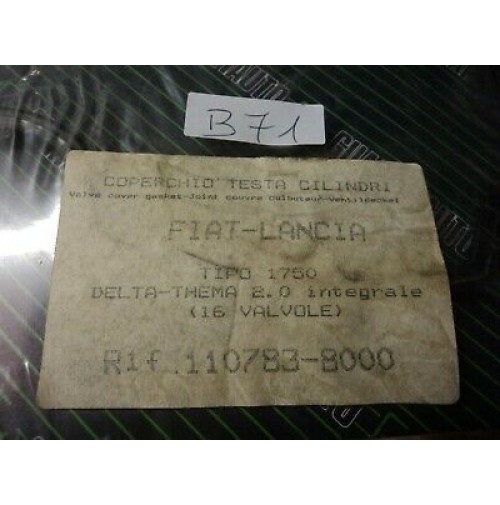 B71
COPERCHIO TESTA CILINDRI
Valve cover gasket-Joint couvre Culbuteur-Ventildeckel
FIAT-LANCIA
TIPO 1750
DELTA-THEMA 2.0 integrale
(16 VALVOLE)
Rif.110783-8000